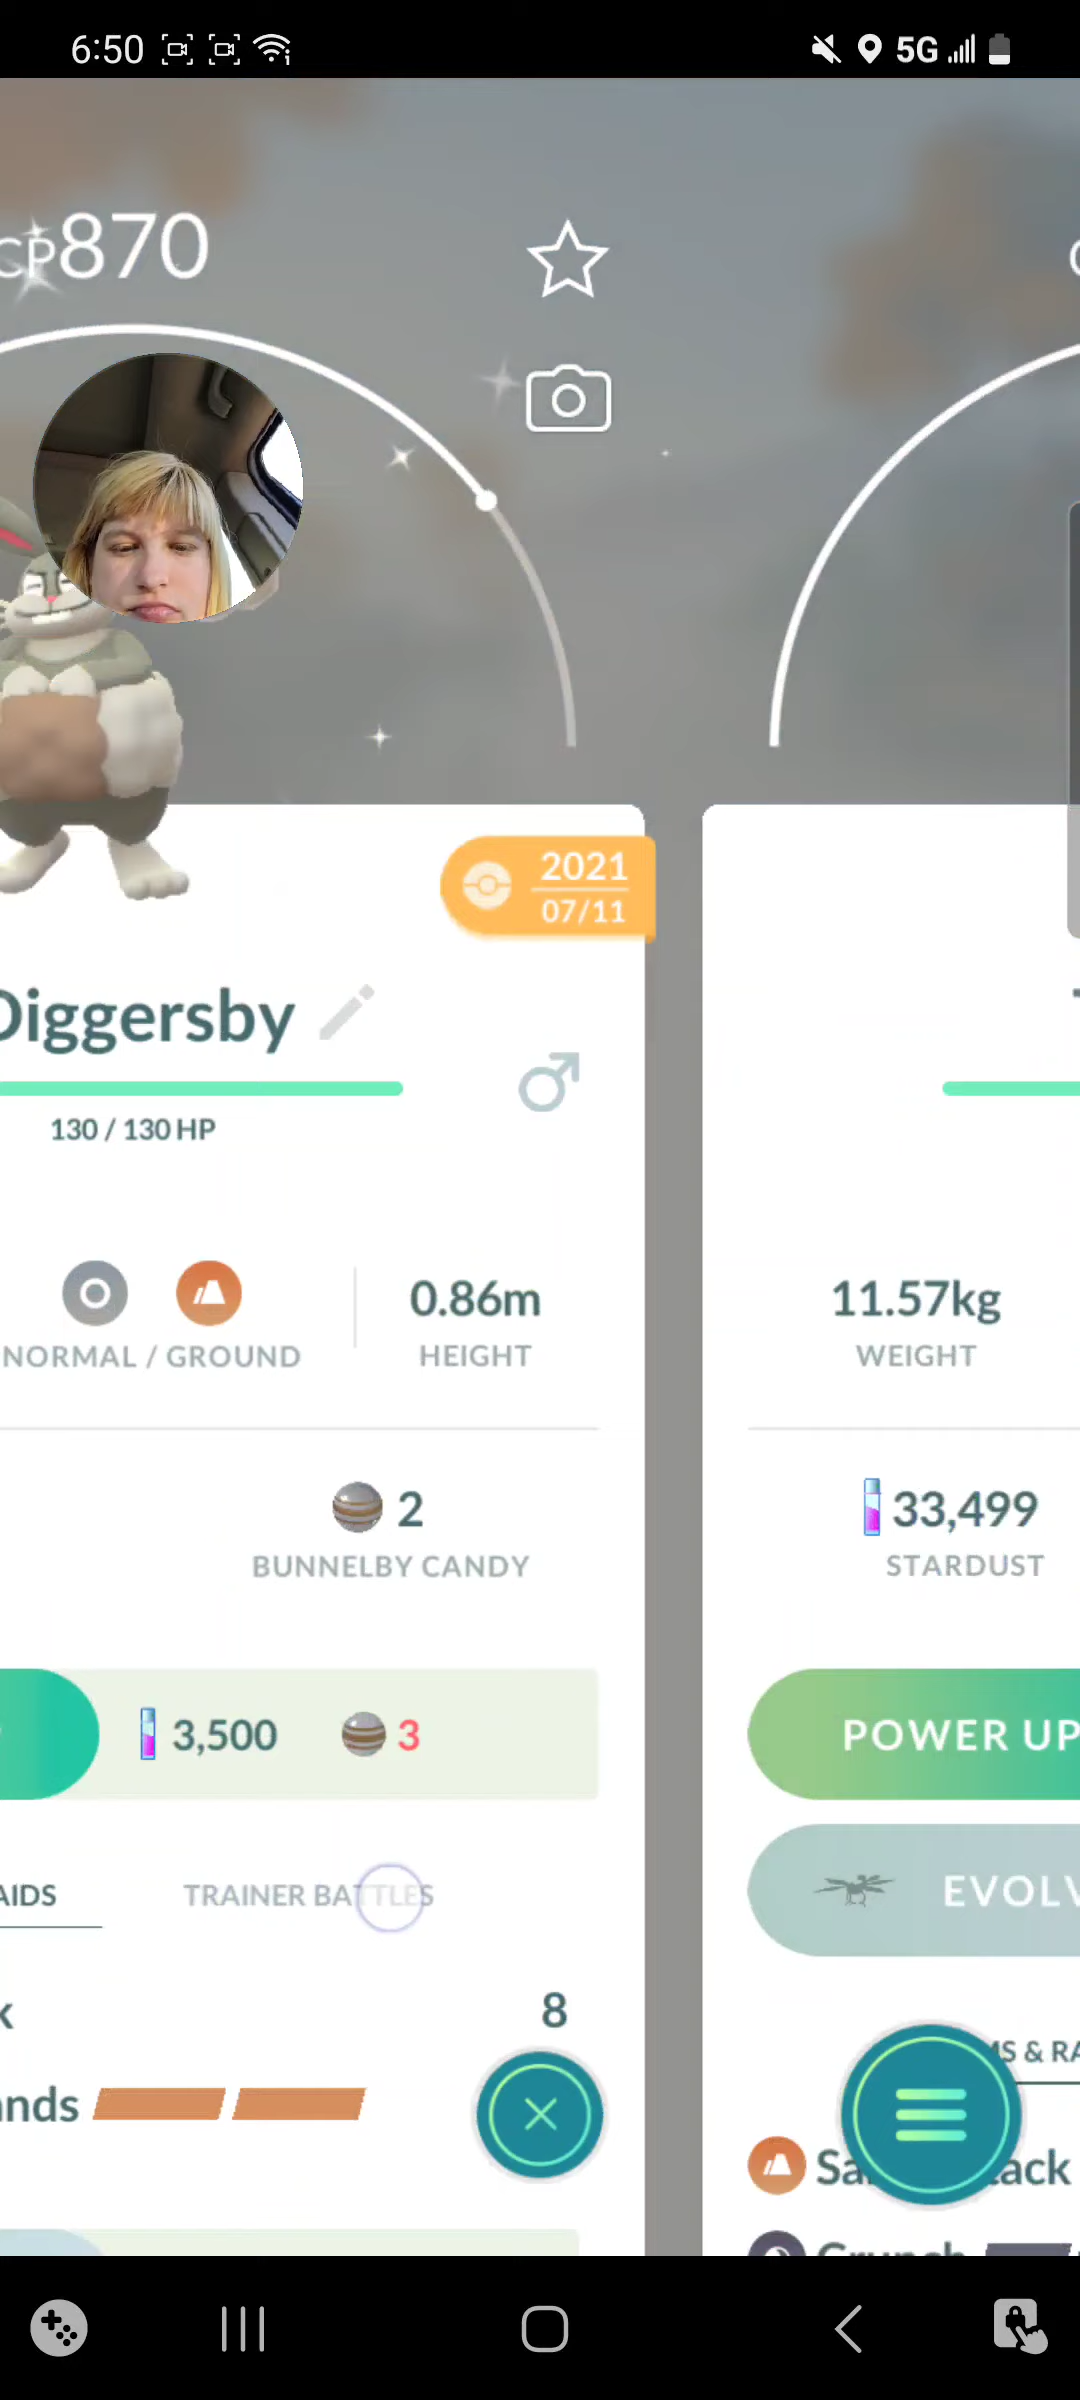 6:50
5G
CP870
2021
07/11
Diggersby
130 / 130 HP
NORMAL / GROUND
0.86m
HEIGHT
11.57kg
WEIGHT
2
BUNNELBY CANDY
33,499
STARDUST
3,500
3
POWER UP
TRAINER BATTLES
8